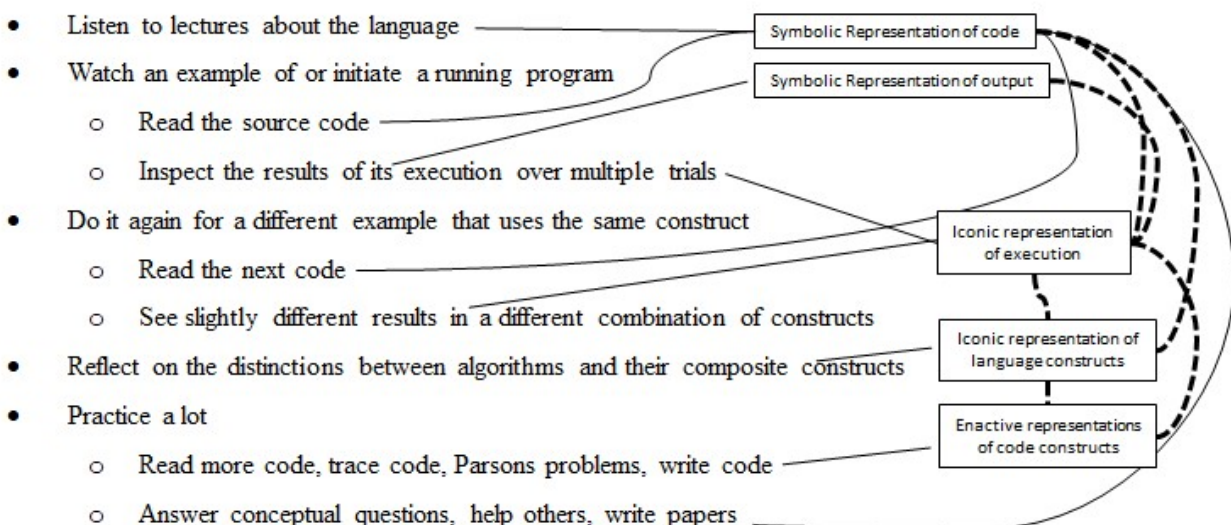 • Listen to lectures about the language
Symbolic Representation of code
• Watch an example of or initiate a running program
Symbolic Representation of output
o Read the source code
o Inspect the results of its execution over multiple trials
• Do it again for a different example that uses the same construct
Iconic representation
of execution
o Read the next code
o See slightly different results in a different combination of constructs
Iconic representation of
language constructs
• Reflect on the distinctions between algorithms and their composite constructs
• Practice a lot
Enactive representations
of code constructs
o Read more code, trace code, Parsons problems, write code
o Answer conceptual questions, help others, write papers